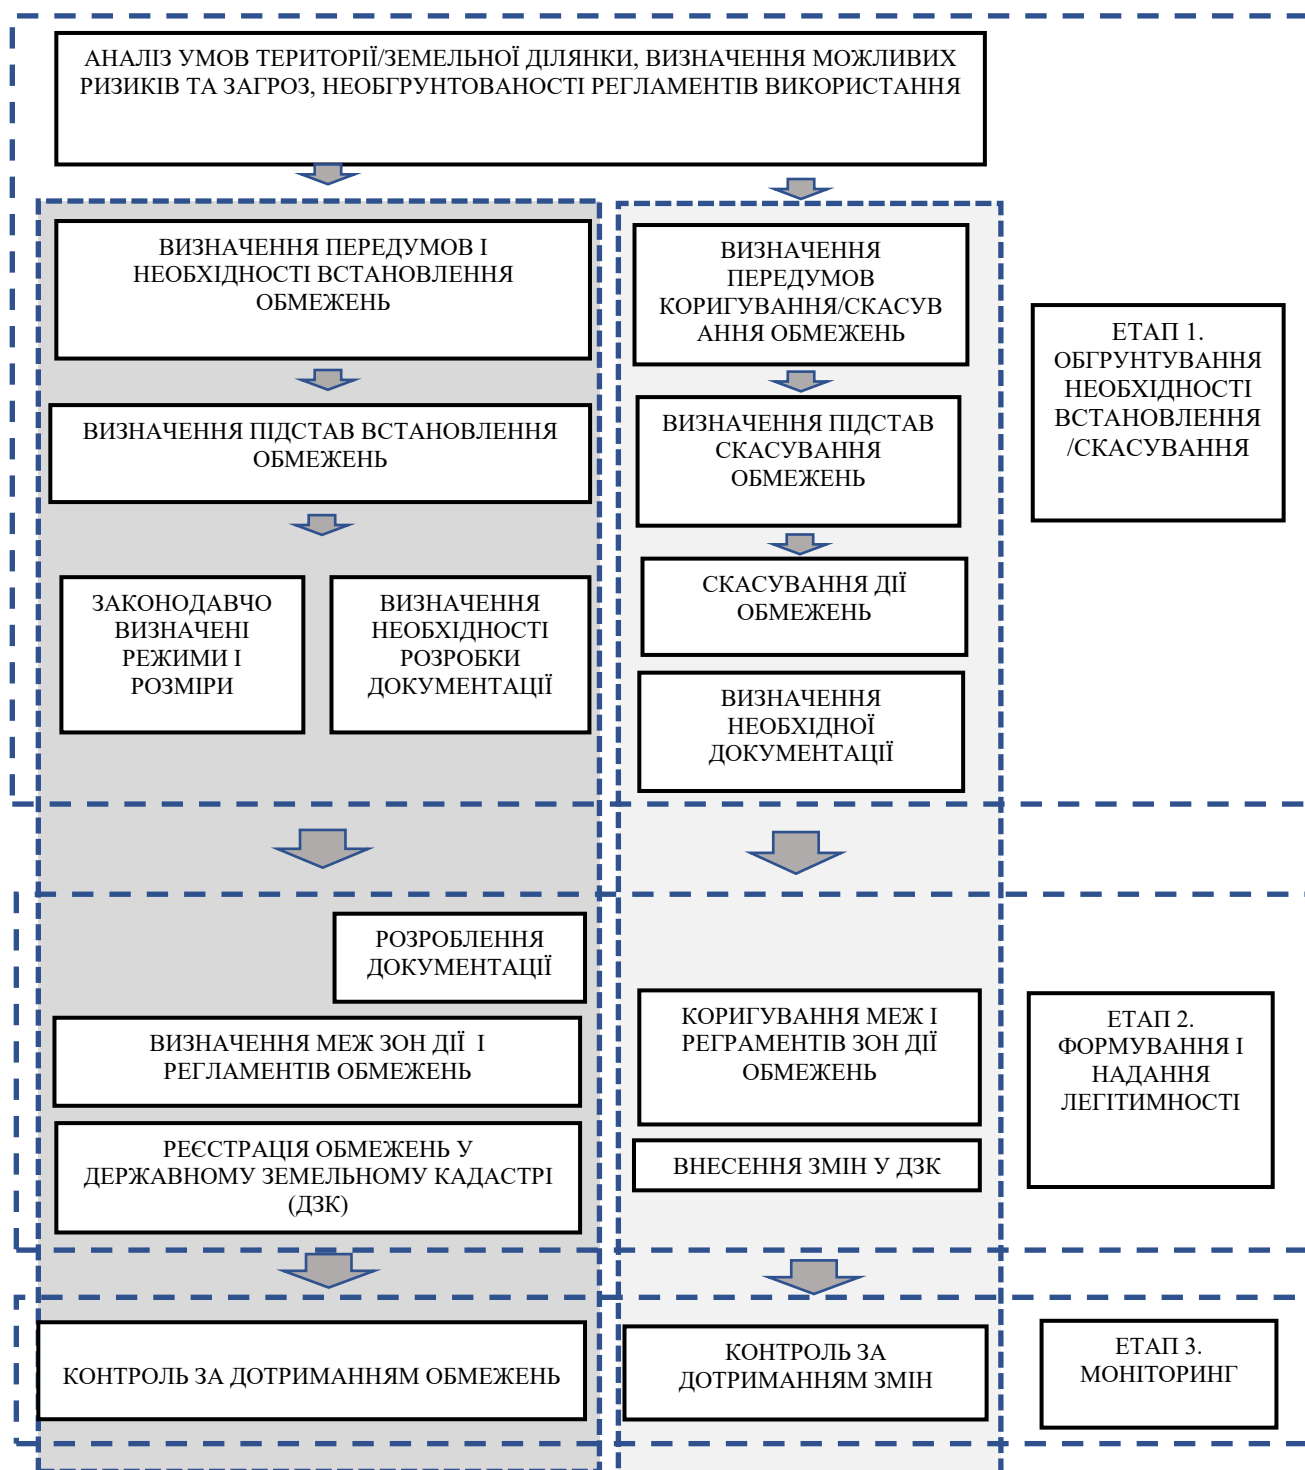 АНАЛІЗ УМОВ ТЕРИТОРІЇ/ЗЕМЕЛЬНОЇ ДІЛЯНКИ, ВИЗНАЧЕННЯ МОЖЛИВИХ
РИЗИКІВ ТА ЗАГРОЗ, НЕОБГРУНТОВАНОСТІ РЕГЛАМЕНТІВ ВИКОРИСТАННЯ
ВИЗНАЧЕННЯ ПЕРЕДУМОВ І
НЕОБХІДНОСТІ ВСТАНОВЛЕННЯ
ОБМЕЖЕНЬ
ВИЗНАЧЕННЯ
ПЕРЕДУМОВ
КОРИГУВАННЯ/СКАСУВ
АННЯ ОБМЕЖЕНЬ
ЕТАП 1.
ОБГРУНТУВАННЯ
НЕОБХІДНОСТІ
ВСТАНОВЛЕННЯ
/СКАСУВАННЯ
ВИЗНАЧЕННЯ ПІДСТАВ ВСТАНОВЛЕННЯ
ОБМЕЖЕНЬ
ВИЗНАЧЕННЯ ПІДСТАВ
СКАСУВАННЯ
ОБМЕЖЕНЬ
ЗАКОНОДАВЧО
ВИЗНАЧЕНІ
РЕЖИМИ І
РОЗМІРИ
ВИЗНАЧЕННЯ
НЕОБХІДНОСТІ
РОЗРОБКИ
ДОКУМЕНТАЦІЇ
СКАСУВАННЯ ДІЇ
ОБМЕЖЕНЬ
ВИЗНАЧЕННЯ
НЕОБХІДНОЇ
ДОКУМЕНТАЦІЇ
РОЗРОБЛЕННЯ
ДОКУМЕНТАЦІЇ
ВИЗНАЧЕННЯ МЕЖ ЗОН ДІЇ І
РЕГЛАМЕНТІВ ОБМЕЖЕНЬ
КОРИГУВАННЯ МЕЖ І
РЕГРАМЕНТІВ ЗОН ДІЇ
ОБМЕЖЕНЬ
ЕТАП 2.
ФОРМУВАННЯ І
НАДАННЯ
ЛЕГІТИМНОСТІ
РЕЄСТРАЦІЯ ОБМЕЖЕНЬ У
ДЕРЖАВНОМУ ЗЕМЕЛЬНОМУ КАДАСТРІ
(ДЗК)
ВНЕСЕННЯ ЗМІН У ДЗК
КОНТРОЛЬ ЗА ДОТРИМАННЯМ ОБМЕЖЕНЬ
КОНТРОЛЬ ЗА
ДОТРИМАННЯМ ЗМІН
ЕТАП 3.
МОНІТОРИНГ